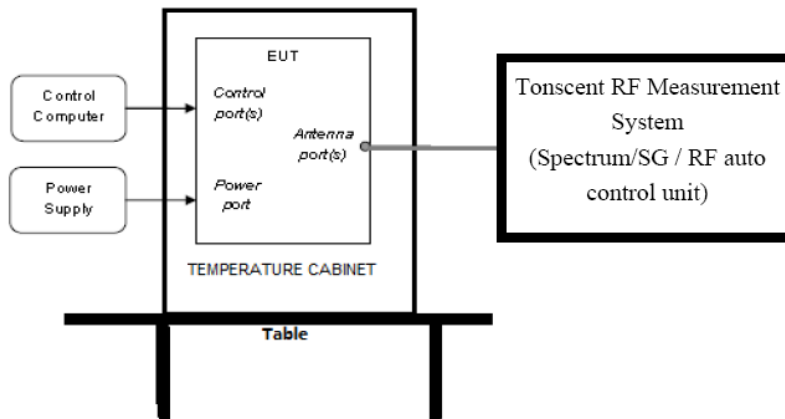 EUT
Control
Computer
Control
port(s)
Antenna
port(s)
Power
Supply
Power
port
TEMPERATURE CABINET
Table
Tonscent RF Measurement
System
(Spectrum/SG / RF auto
control unit)